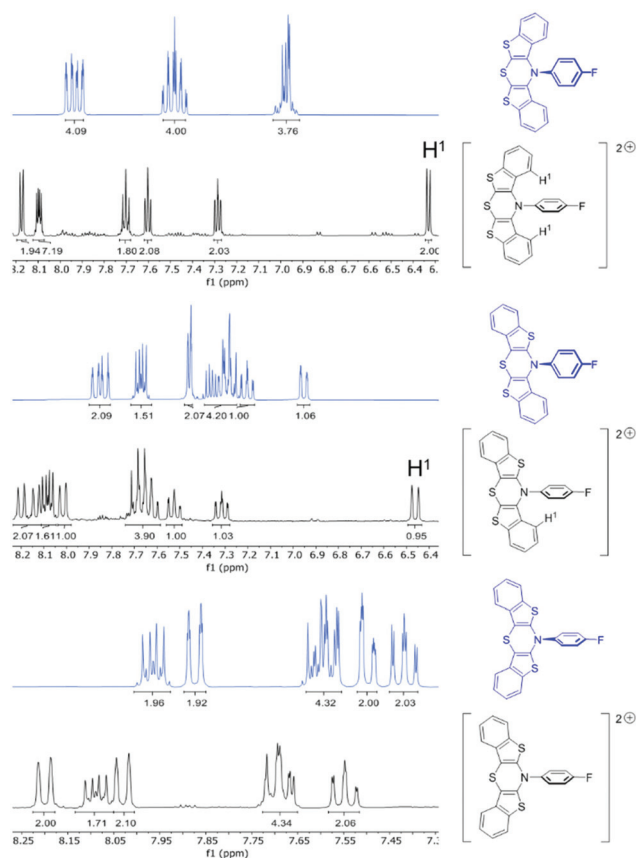 4.09 4.00 3.76
S
S N F
S
H¹
2⊕
S H¹
S N F
S H¹
1.94 7.19 1.80 2.08 2.03 2.00
3.2 8.1 8.0 7.9 7.8 7.7 7.6 7.5 7.4 7.3 7.2 7.1 7.0 6.9 6.8 6.7 6.6 6.5 6.4 6.3
f1 (ppm)
S
S N F
S
2.09 1.51 2.07 4.20 1.00 1.06
H¹
2⊕
S
S N F
S H¹
2.07 1.61 1.00 3.90 1.00 1.03 0.95
8.2 8.1 8.0 7.9 7.8 7.7 7.6 7.5 7.4 7.3 7.2 7.1 7.0 6.9 6.8 6.7 6.6 6.5 6.4
f1 (ppm)
S
S N F
S
1.96 1.92 4.32 2.00 2.03
2⊕
S
S N F
S
2.00 1.71 2.10 4.34 2.06
8.25 8.15 8.05 7.95 7.85 7.75 7.65 7.55 7.45 7.3
f1 (ppm)